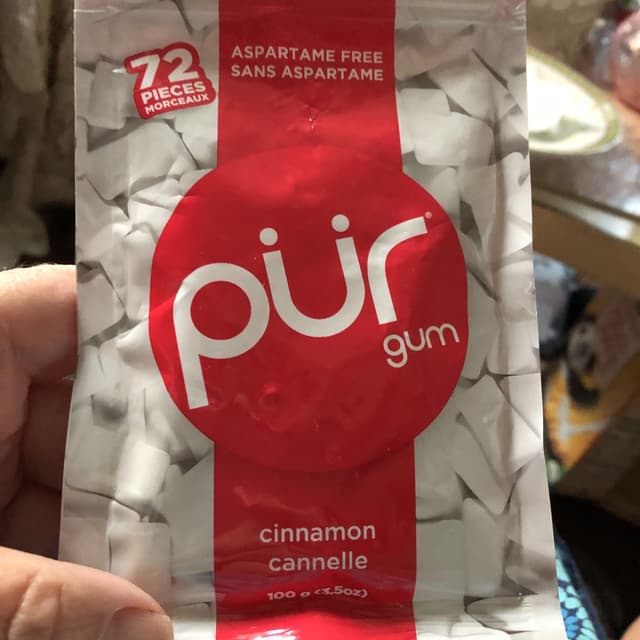 72
PIECES
MORCEAUX
ASPARTAME FREE
SANS ASPARTAME
pür®
gum
cinnamon
cannelle
100 g (3,5oz)